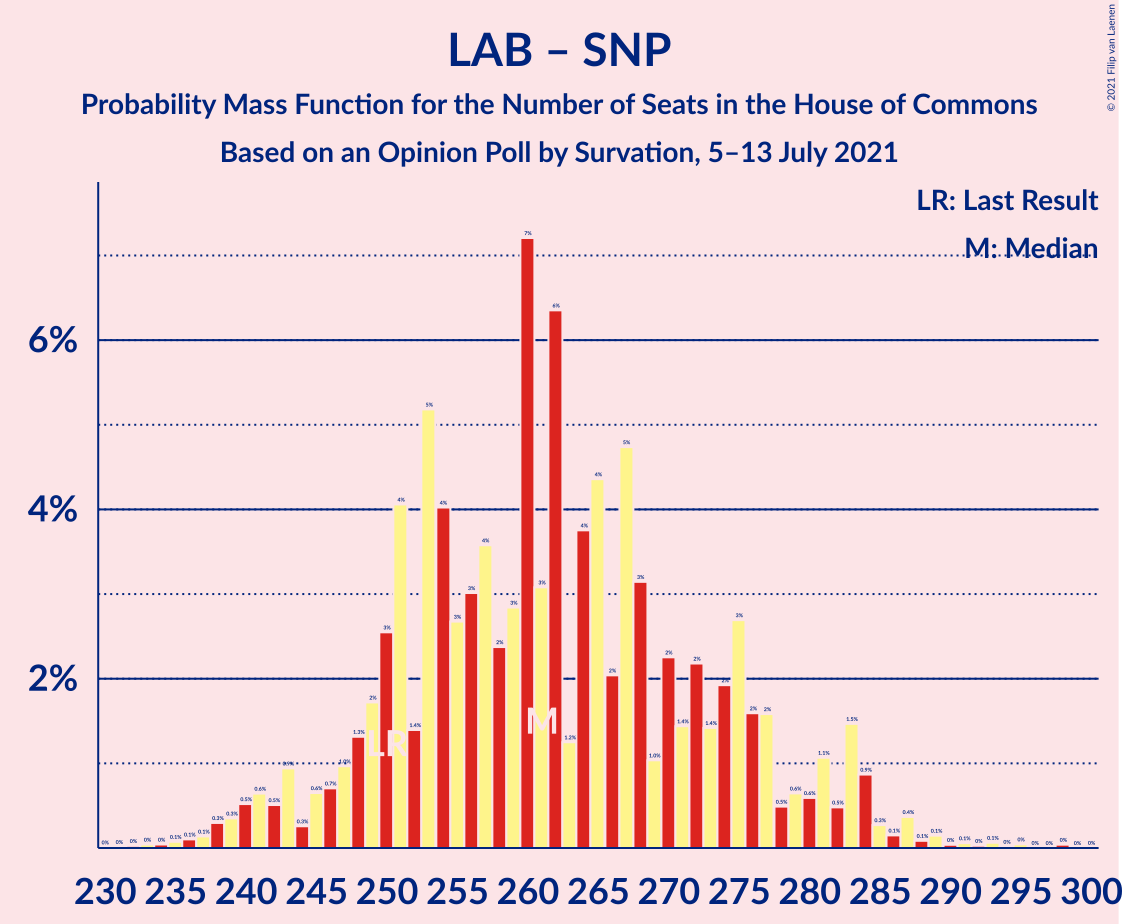 LAB – SNP
Probability Mass Function for the Number of Seats in the House of Commons
Based on an Opinion Poll by Survation, 5–13 July 2021
© 2021 Filip van Laenen
LR: Last Result
M: Median
6%
4%
2%
0% 0% 0% 0% 0% 0.1% 0.1% 0.1% 0.3% 0.3% 0.5% 0.6% 0.5% 0.9% 0.3% 0.6% 0.7% 1.0% 1.3% 2% 3% 4% 1.4% 5% 4% 3% 3% 4% 2% 3% 7% 3% 6% 1.2% 4% 4% 2% 5% 3% 1.0% 2% 1.4% 2% 1.4% 2% 3% 2% 2% 0.5% 0.6% 0.6% 1.1% 0.5% 1.5% 0.9% 0.3% 0.1% 0.4% 0.1% 0.1% 0% 0.1% 0% 0.1% 0% 0% 0% 0% 0% 0% 0%
LR
M
230 235 240 245 250 255 260 265 270 275 280 285 290 295 300